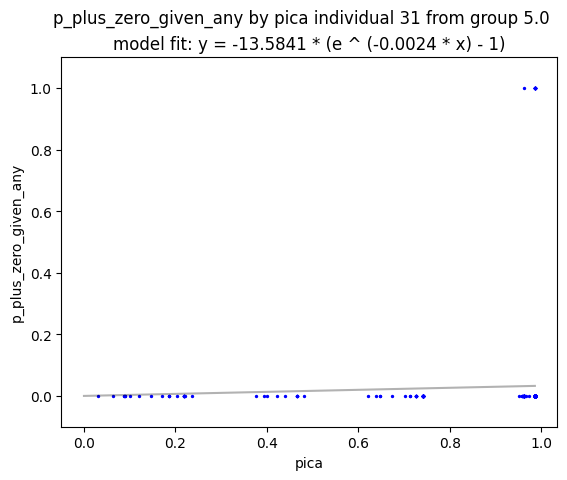 p_plus_zero_given_any by pica individual 31 from group 5.0
model fit: y = -13.5841 * (e ^ (-0.0024 * x) - 1)
1.0
0.8
0.6
0.4
0.2
0.0
p_plus_zero_given_any
0.0 0.2 0.4 0.6 0.8 1.0
pica